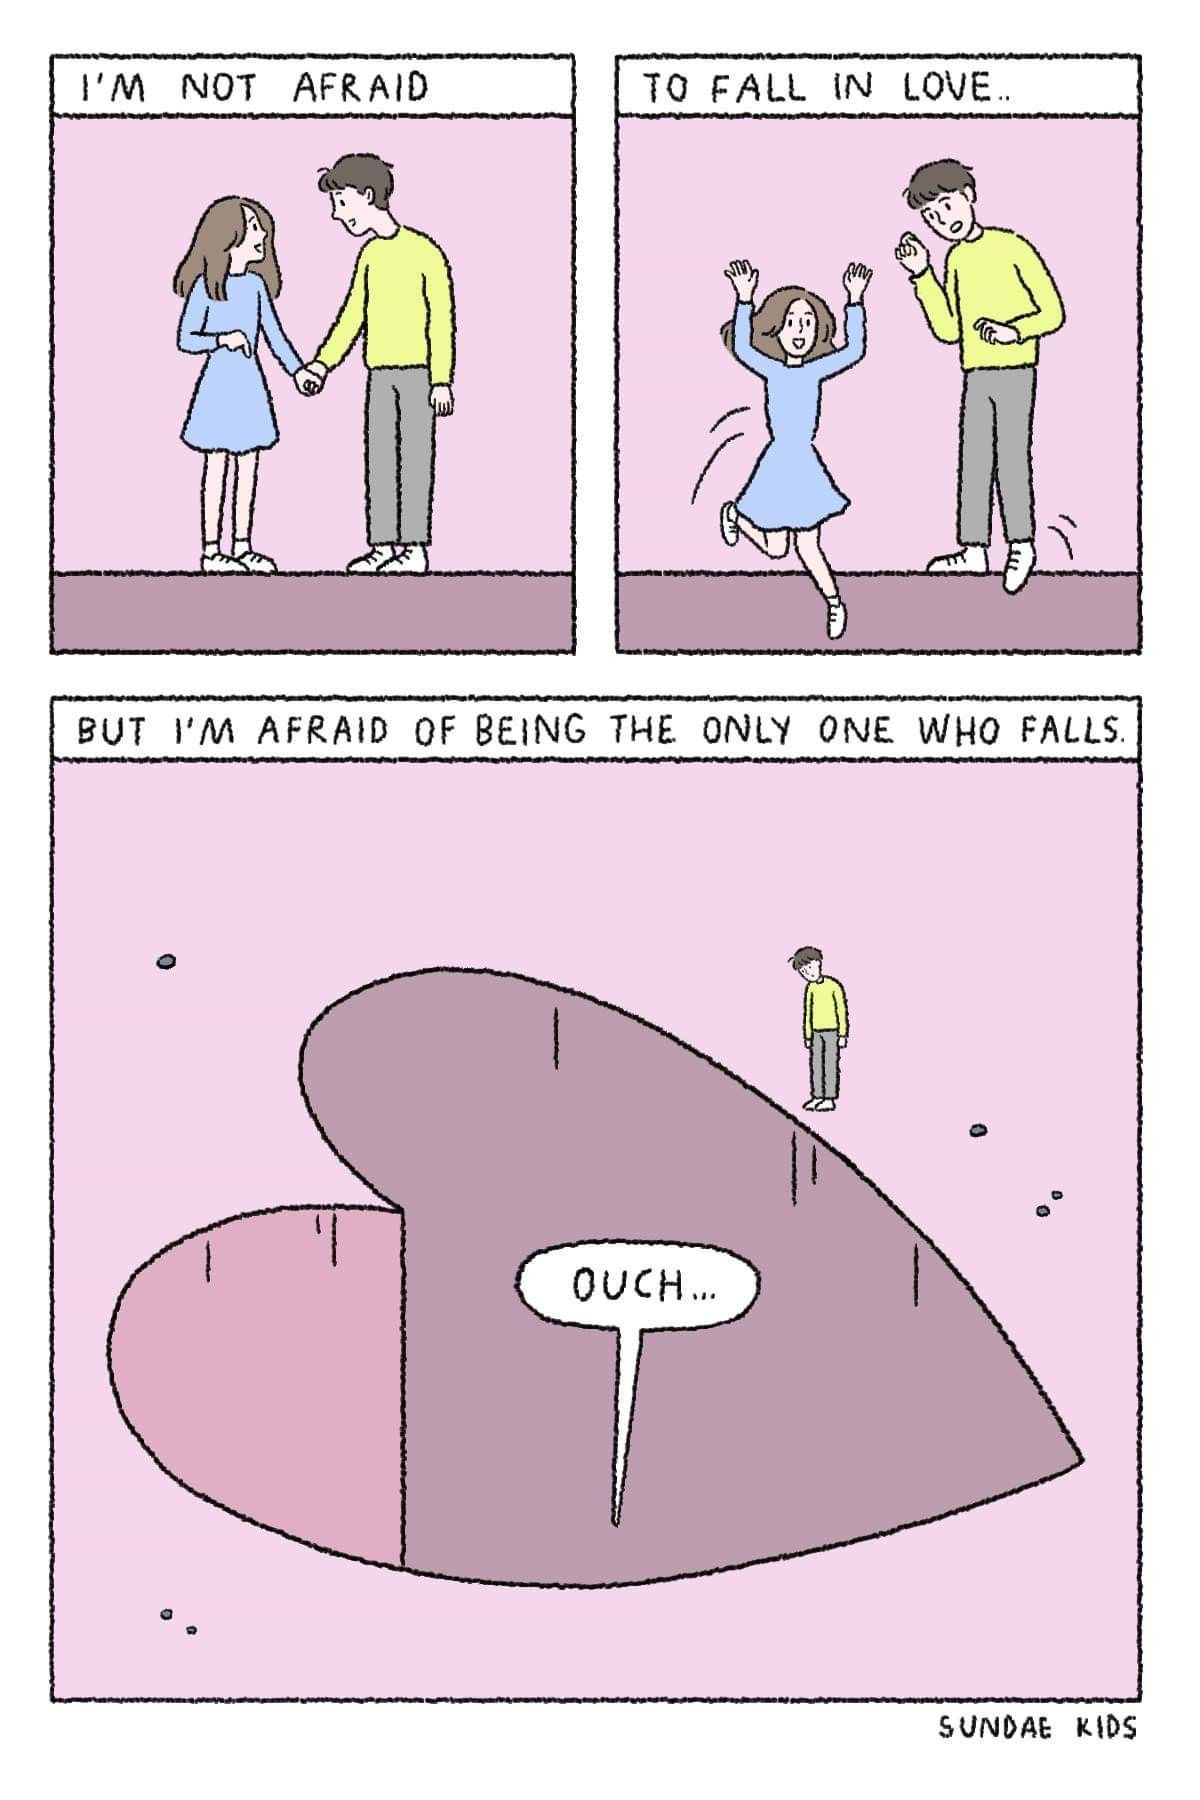 I'M NOT AFRAID
TO FALL IN LOVE..
BUT I'M AFRAID OF BEING THE ONLY ONE WHO FALLS.
OUCH...
SUNDAE KIDS